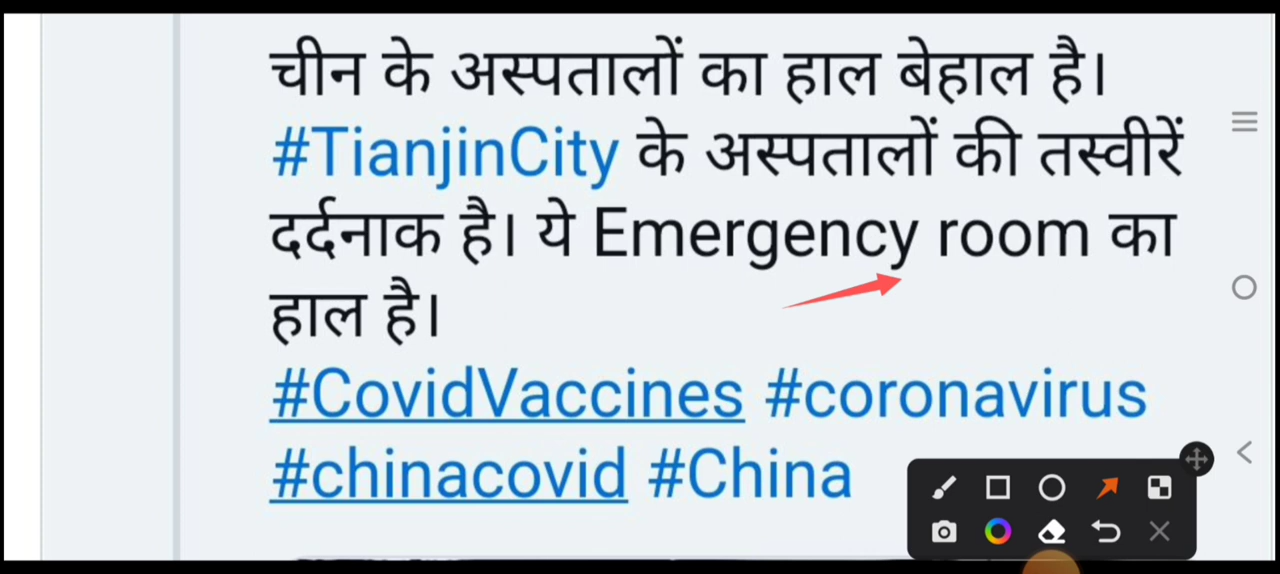 चीन के अस्पतालों का हाल बेहाल है।
#TianjinCity के अस्पतालों की तस्वीरें
दर्दनाक है। ये Emergency room का
हाल है।
#CovidVaccines #coronavirus
#chinacovid #China